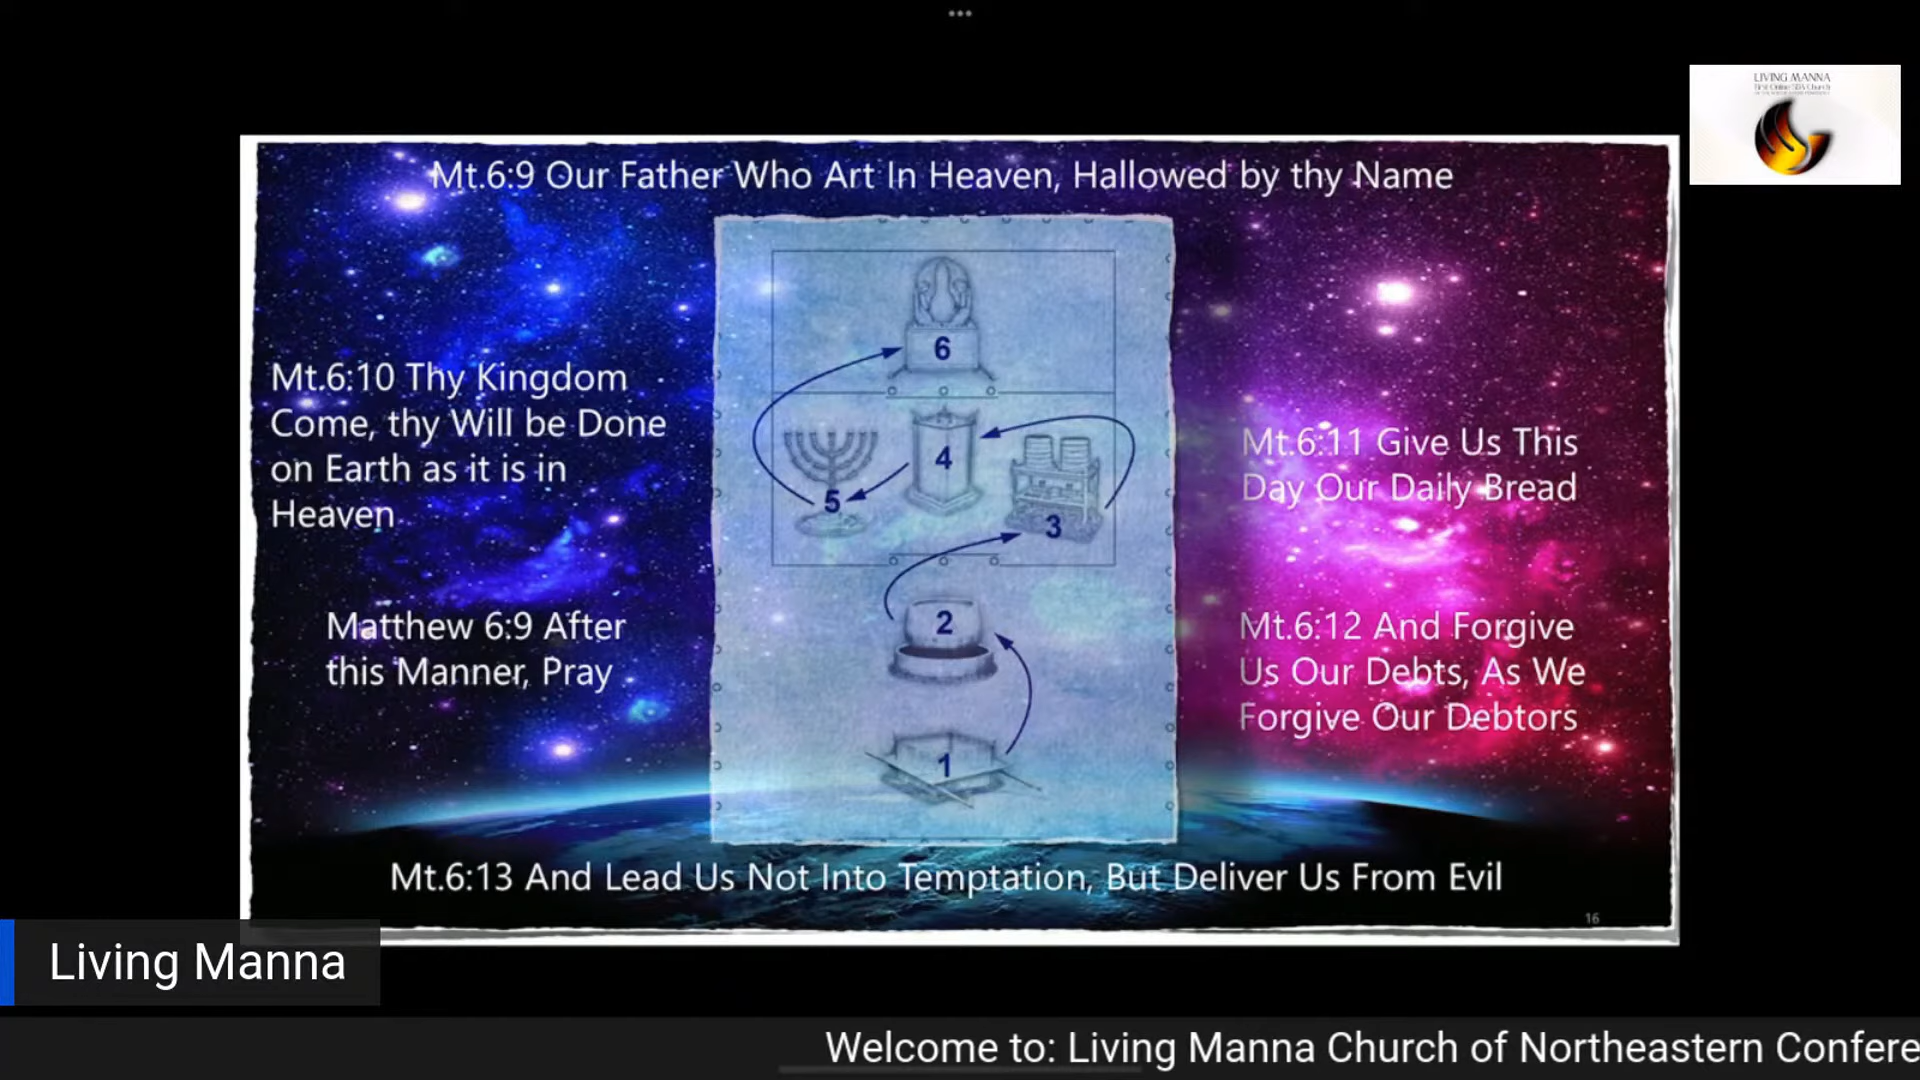 LIVING MANNA
First Online SDA Church
Mt.6:9 Our Father Who Art In Heaven, Hallowed by thy Name
Mt.6:10 Thy Kingdom
Come, thy Will be Done
on Earth as it is in
Heaven
Matthew 6:9 After
this Manner, Pray
6
4
5
3
2
1
Mt.6:11 Give Us This
Day Our Daily Bread
Mt.6:12 And Forgive
Us Our Debts, As We
Forgive Our Debtors
Mt.6:13 And Lead Us Not Into Temptation, But Deliver Us From Evil
16
Living Manna
Welcome to: Living Manna Church of Northeastern Confere